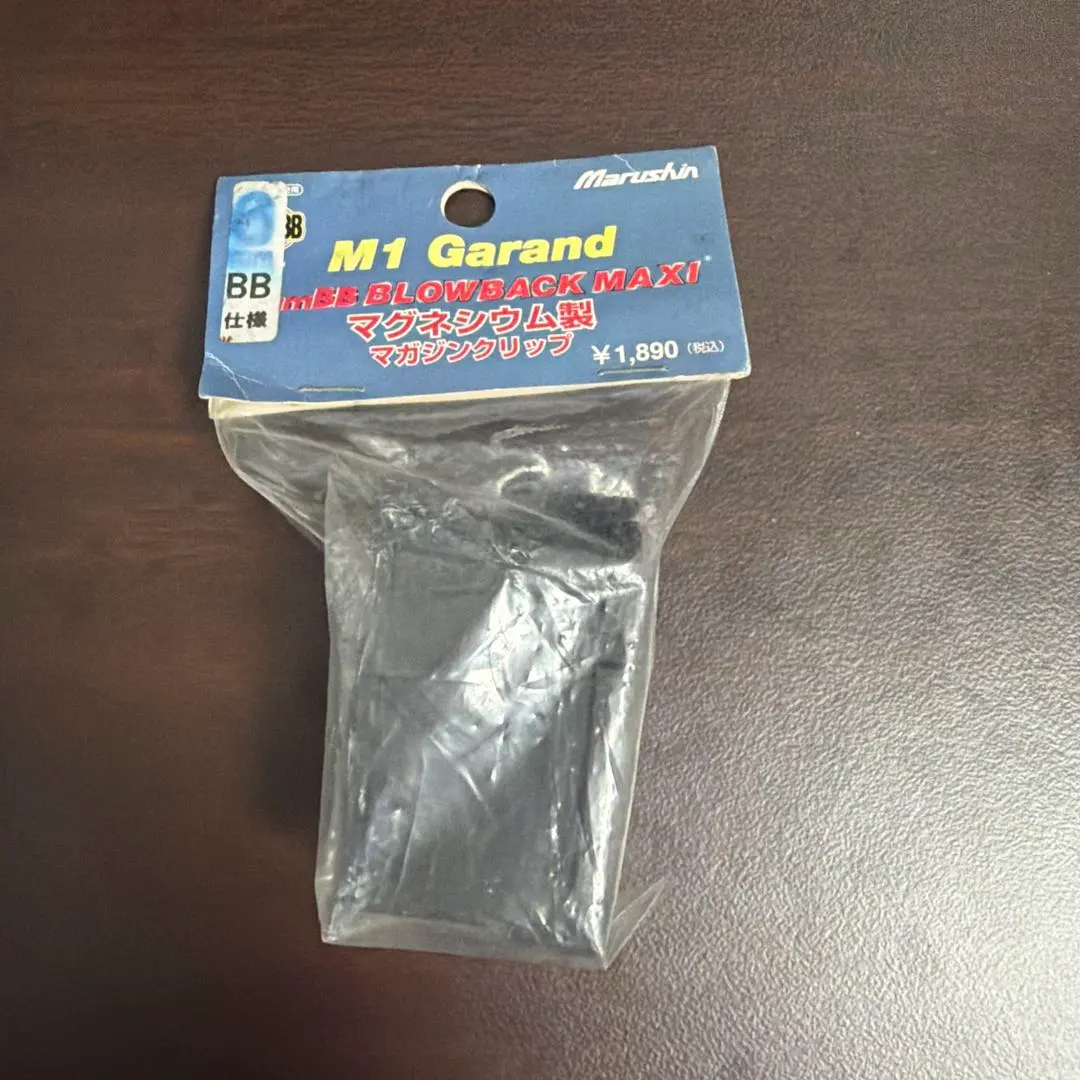 Marushin
M1 Garand
BB
mBB BLOWBACK MAXI
仕様
マグネシウム製
マガジンクリップ
¥1,890(税込)